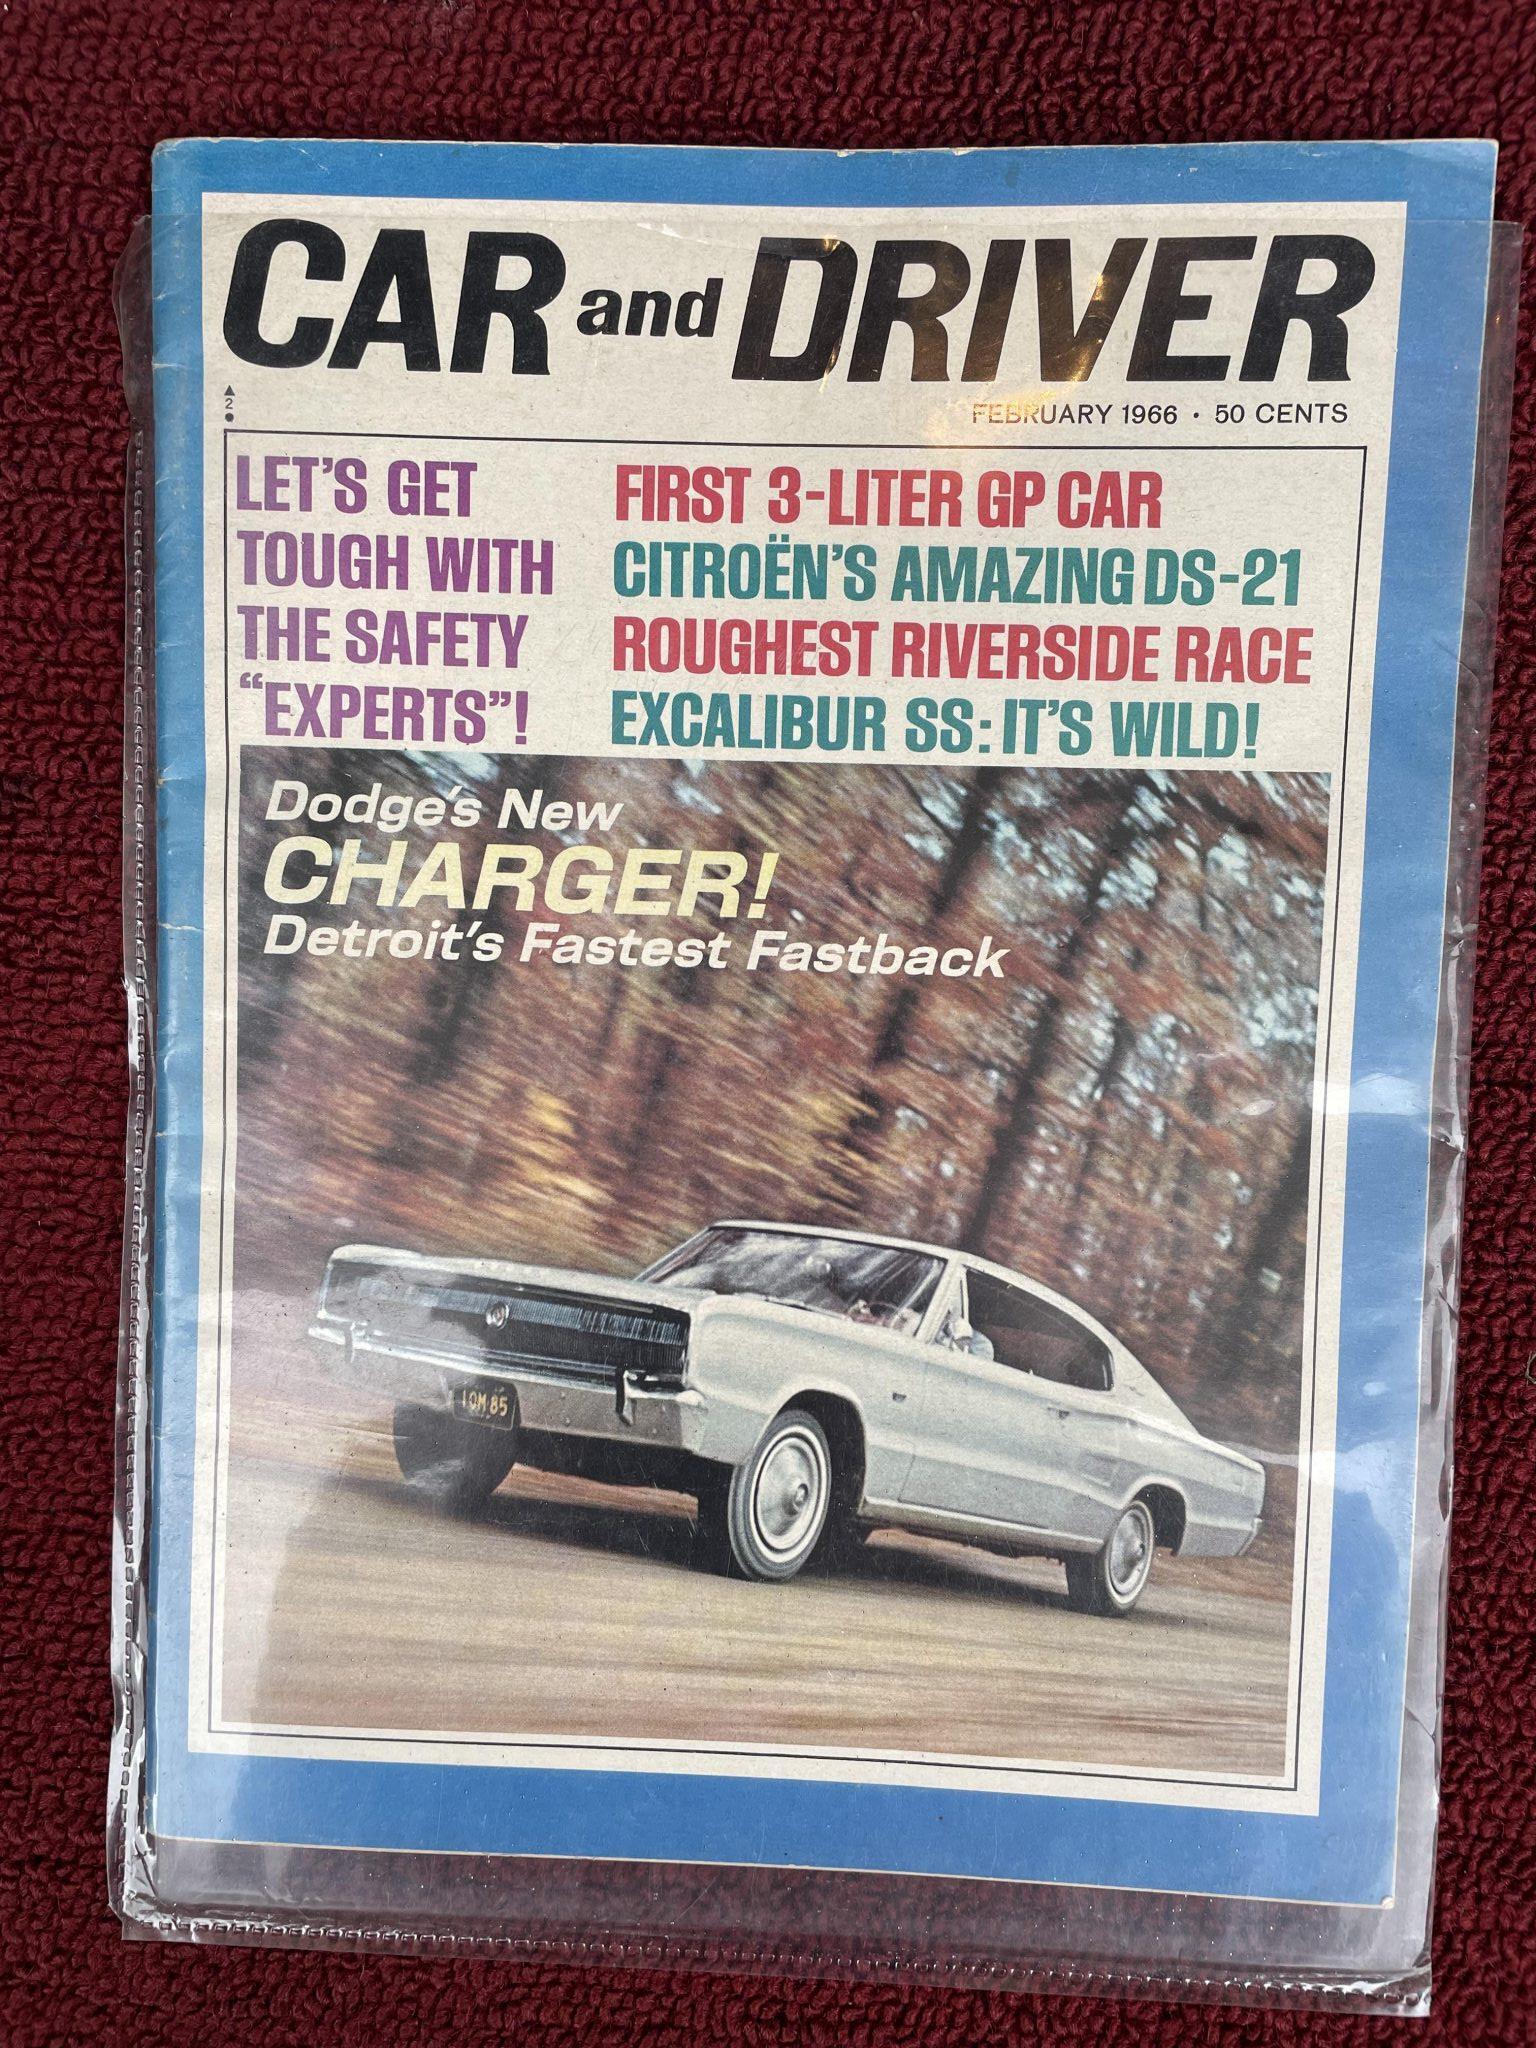 CAR and DRIVER
▲2●
FEBRUARY 1966 • 50 CENTS
LET'S GET
TOUGH WITH
THE SAFETY
“EXPERTS”!
FIRST 3-LITER GP CAR
CITROËN'S AMAZING DS-21
ROUGHEST RIVERSIDE RACE
EXCALIBUR SS: IT'S WILD!
Dodge's New
CHARGER!
Detroit's Fastest Fastback